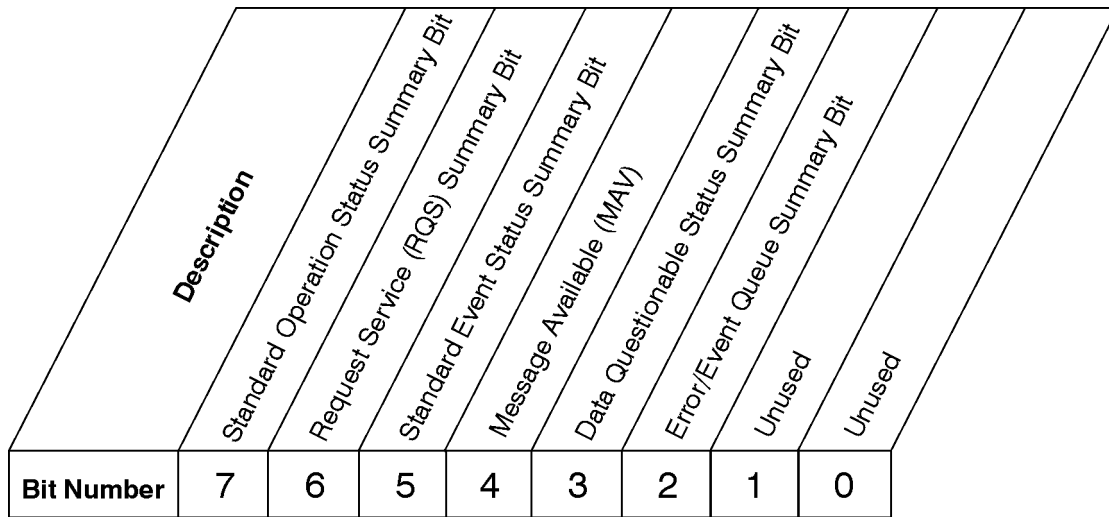 Description
Standard Operation Status Summary Bit
Request Service (RQS) Summary Bit
Standard Event Status Summary Bit
Message Available (MAV)
Data Questionable Status Summary Bit
Error/Event Queue Summary Bit
Unused
Unused
Bit Number 7 6 5 4 3 2 1 0